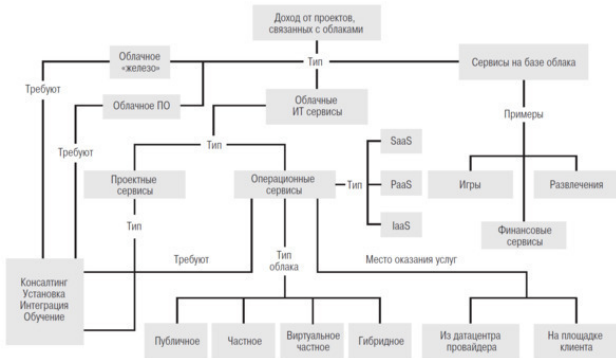 Доход от проектов,
связанных с облаками
Облачное
«железо»
Тип
Сервисы на базе облака
Требуют
Облачное ПО
Облачные
ИТ сервисы
Примеры
SaaS
Требуют
Тип
Проектные
сервисы
Операционные
сервисы
Тип
PaaS
Игры
Развлечения
Тип
IaaS
Финансовые
сервисы
Консалтинг
Установка
Интеграция
Обучение
Требуют
Тип
облака
Место оказания услуг
Публичное
Частное
Виртуальное
частное
Гибридное
Из датацентра
провайдера
На площадке
клиента